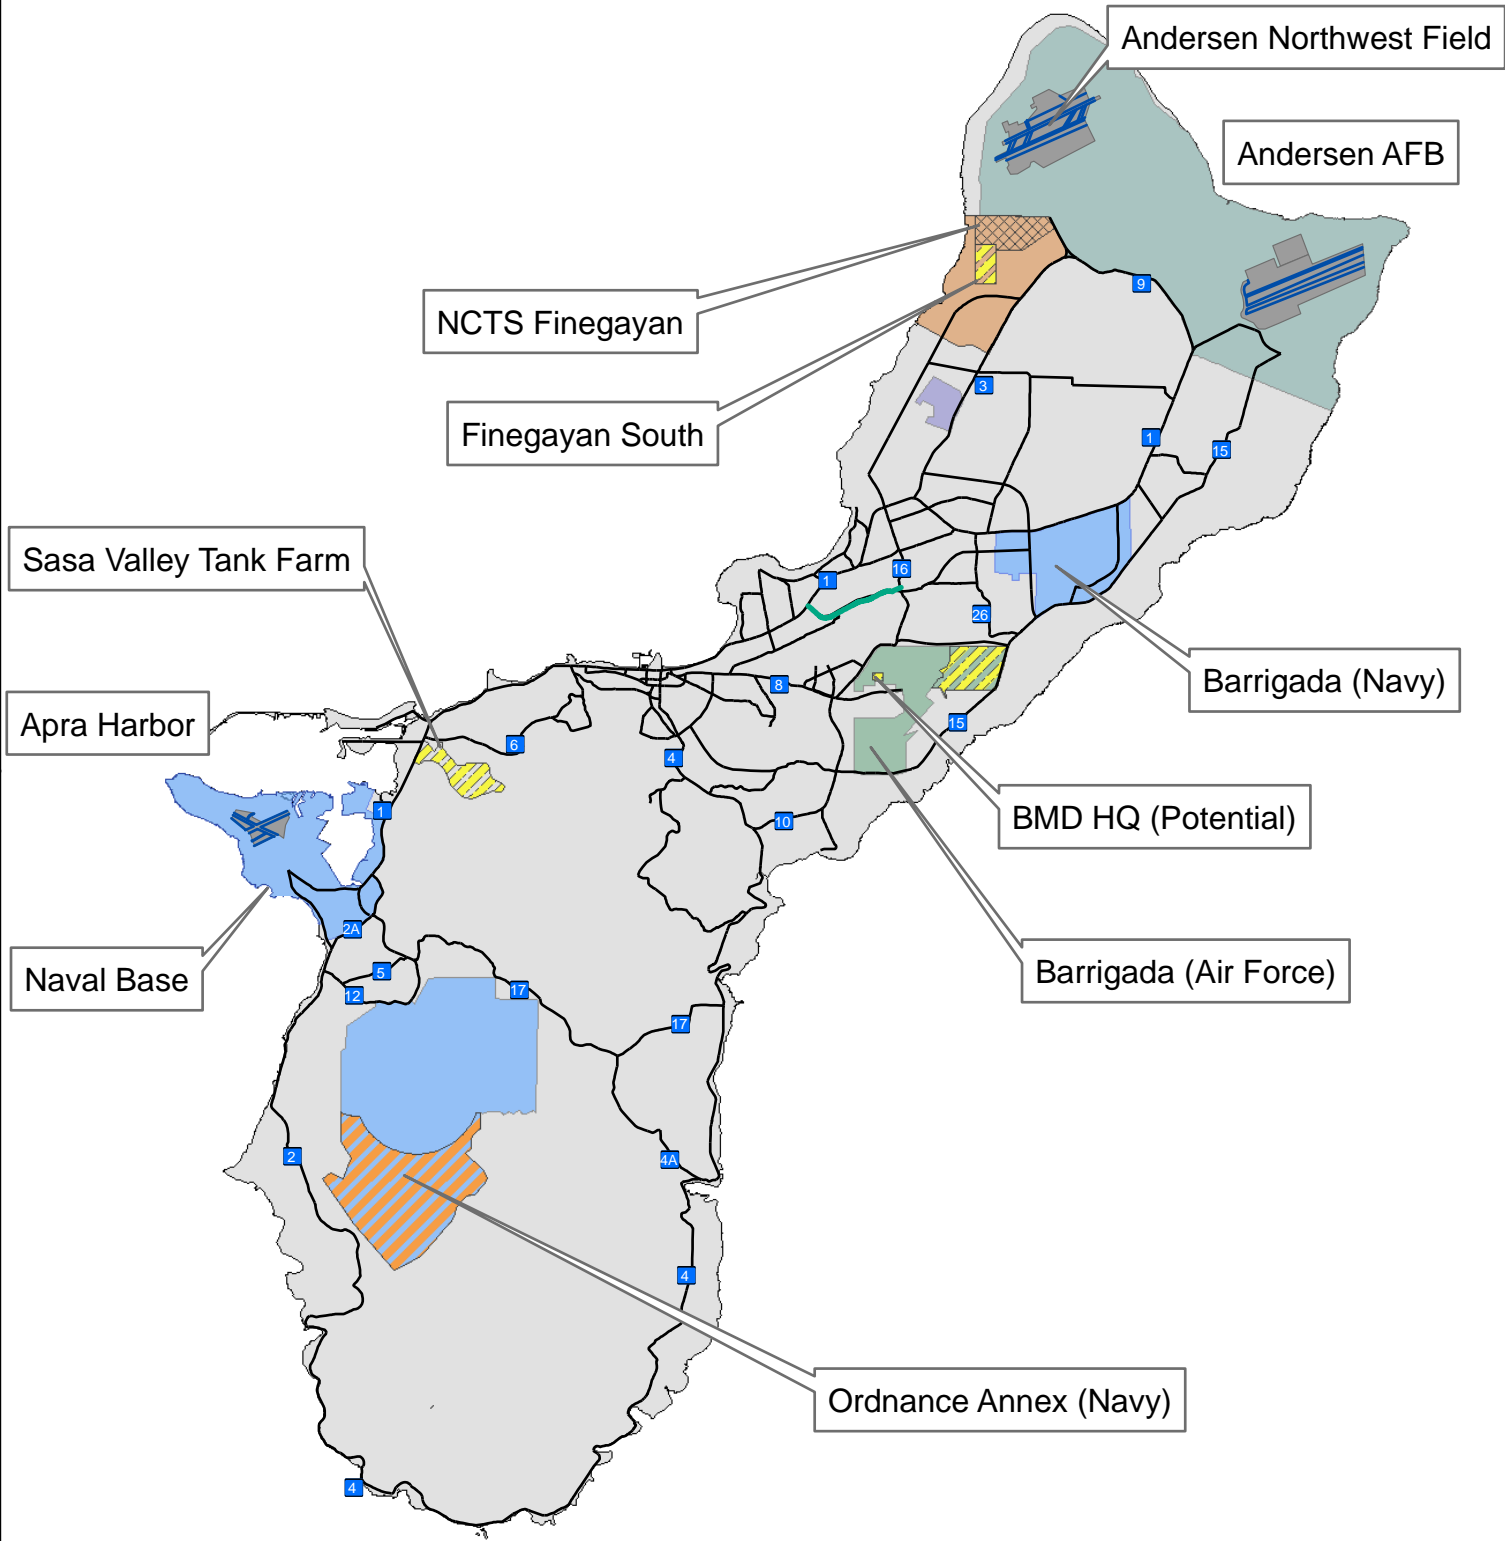 Andersen Northwest Field
Andersen AFB
9
NCTS Finegayan
3
Finegayan South
1
15
Sasa Valley Tank Farm
1
16
26
Barrigada (Navy)
8
Apra Harbor
15
6
4
1
10
BMD HQ (Potential)
2A
Barrigada (Air Force)
5
Naval Base
12
17
17
2
4A
4
Ordnance Annex (Navy)
4